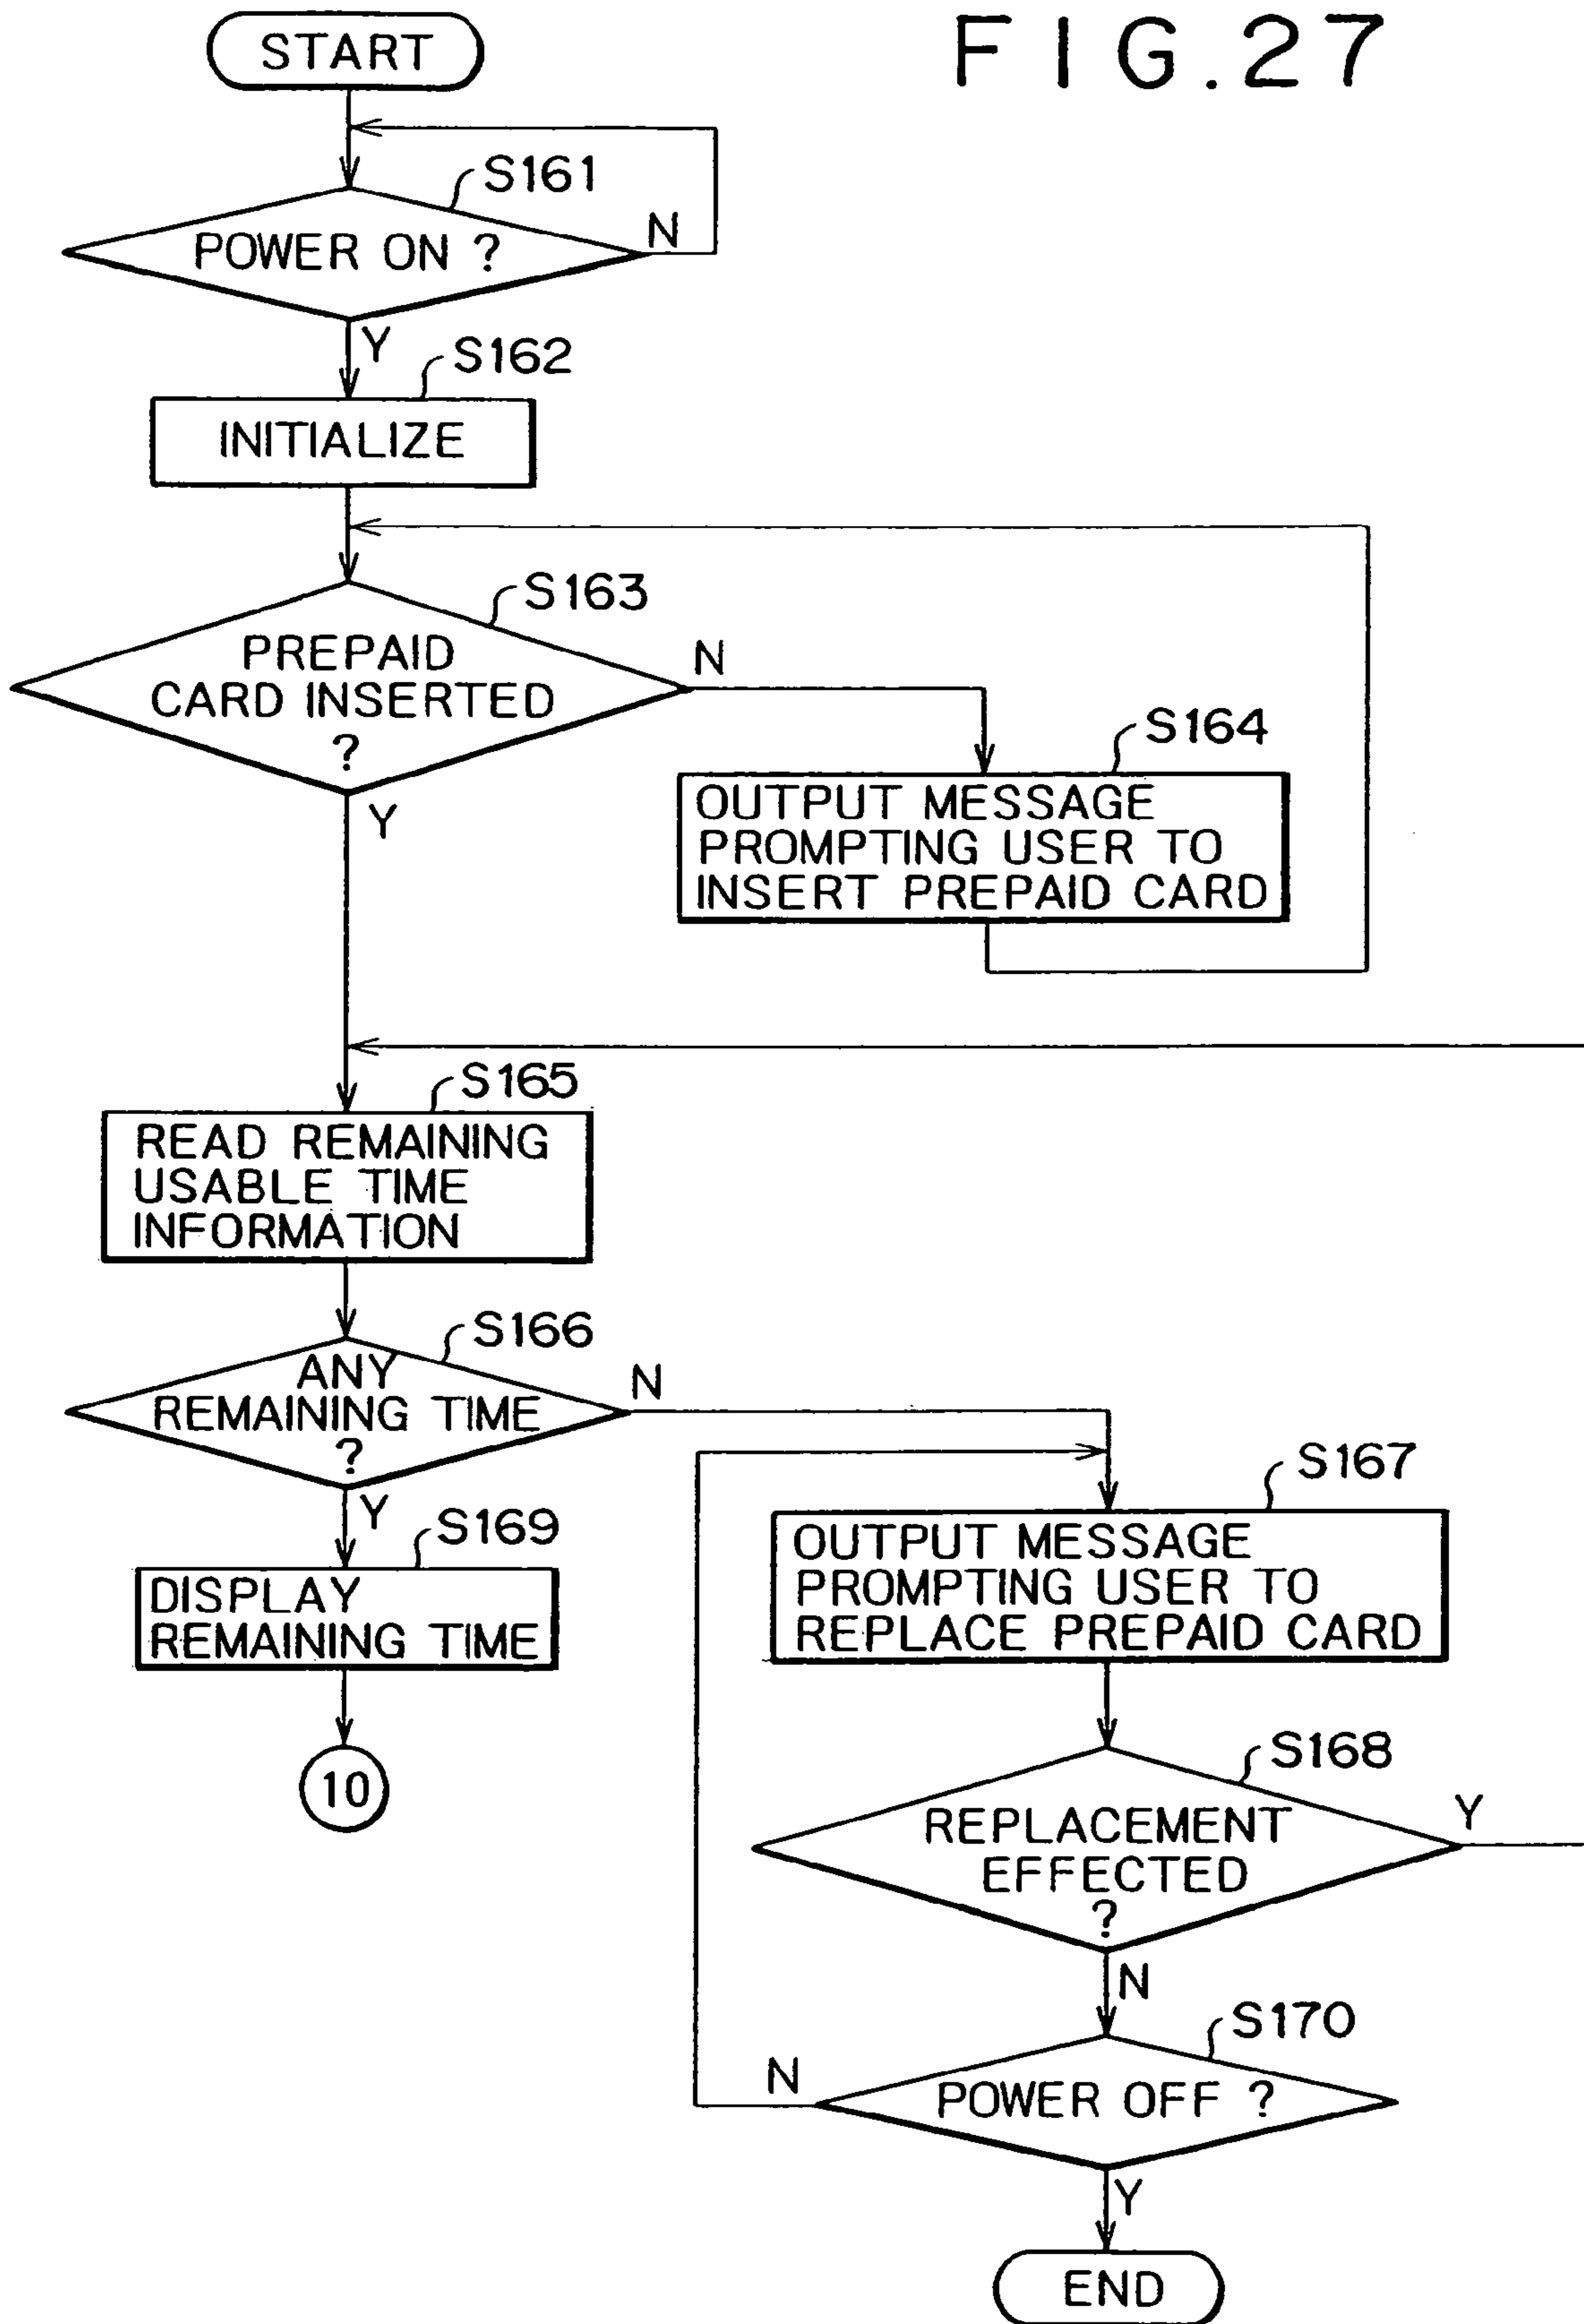 FIG.27
START
S161
POWER ON ?
N
Y
S162
INITIALIZE
S163
PREPAID
CARD INSERTED
?
N
Y
S164
OUTPUT MESSAGE
PROMPTING USER TO
INSERT PREPAID CARD
S165
READ REMAINING
USABLE TIME
INFORMATION
S166
ANY
REMAINING TIME
?
N
Y
S169
DISPLAY
REMAINING TIME
10
S167
OUTPUT MESSAGE
PROMPTING USER TO
REPLACE PREPAID CARD
S168
REPLACEMENT
EFFECTED
?
Y
N
S170
POWER OFF ?
N
Y
END